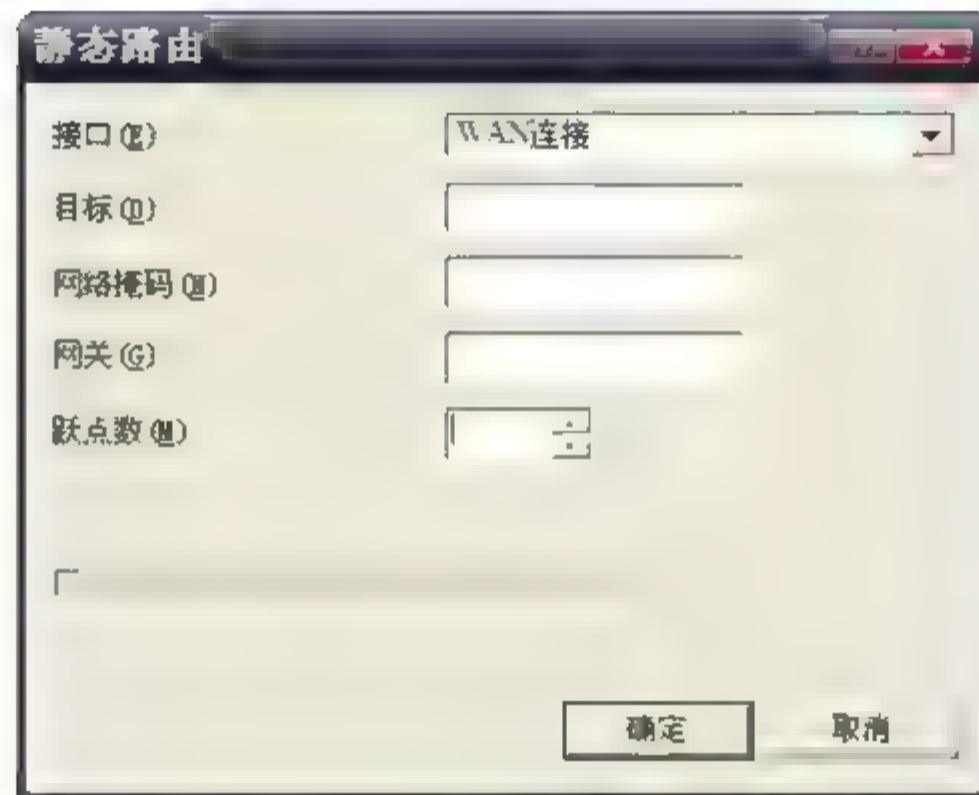 静态路由
接口(E)
WAN连接
目标(D)
网络掩码(N)
网关(G)
跃点数(M)
确定
取消